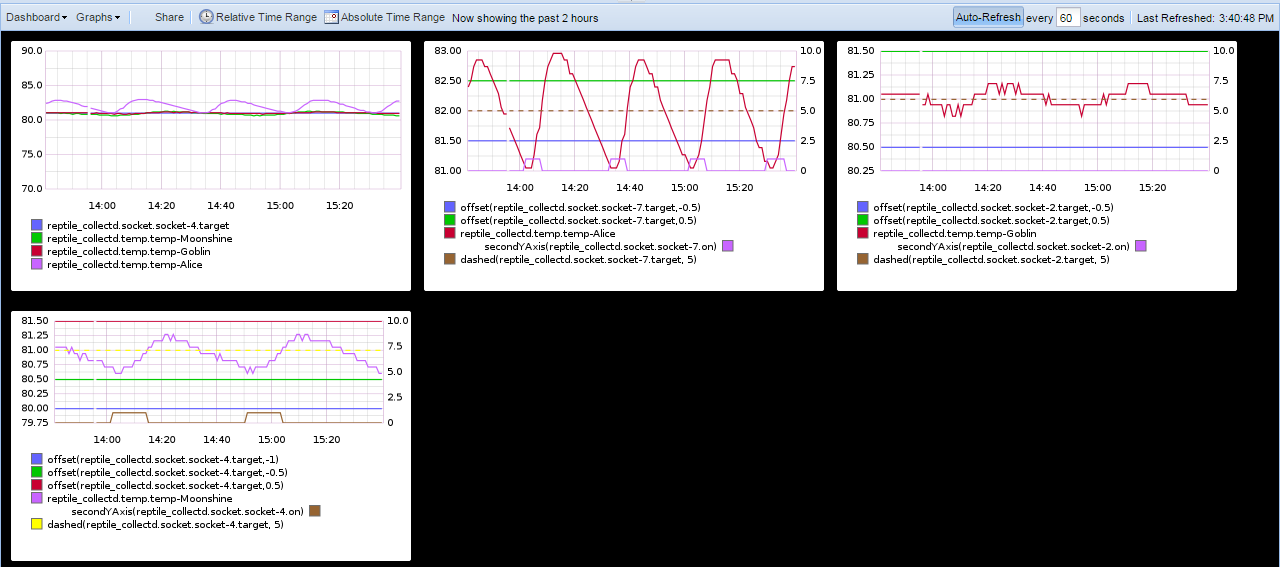 Dashboard Graphs Share Relative Time Range Absolute Time Range Now showing the past 2 hours Auto-Refresh every 60 seconds Last Refreshed: 3:40:48 PM
90.0
85.0
80.0
75.0
70.0
14:00 14:20 14:40 15:00 15:20
reptile_collectd.socket.socket-4.target
reptile_collectd.temp.temp-Moonshine
reptile_collectd.temp.temp-Goblin
reptile_collectd.temp.temp-Alice
83.00 10.0
82.50 7.5
82.00 5.0
81.50 2.5
81.00 0
14:00 14:20 14:40 15:00 15:20
offset(reptile_collectd.socket.socket-7.target,-0.5)
offset(reptile_collectd.socket.socket-7.target,0.5)
reptile_collectd.temp.temp-Alice
secondYAxis(reptile_collectd.socket.socket-7.on)
dashed(reptile_collectd.socket.socket-7.target, 5)
81.50 10.0
81.25
81.00 7.5
80.75 5.0
80.50 2.5
80.25 0
14:00 14:20 14:40 15:00 15:20
offset(reptile_collectd.socket.socket-2.target,-0.5)
offset(reptile_collectd.socket.socket-2.target,0.5)
reptile_collectd.temp.temp-Goblin
secondYAxis(reptile_collectd.socket.socket-2.on)
dashed(reptile_collectd.socket.socket-2.target, 5)
81.50 10.0
81.25
81.00 7.5
80.75
80.50 5.0
80.25
80.00 2.5
79.75 0
14:00 14:20 14:40 15:00 15:20
offset(reptile_collectd.socket.socket-4.target,-1)
offset(reptile_collectd.socket.socket-4.target,-0.5)
offset(reptile_collectd.socket.socket-4.target,0.5)
reptile_collectd.temp.temp-Moonshine
secondYAxis(reptile_collectd.socket.socket-4.on)
dashed(reptile_collectd.socket.socket-4.target, 5)